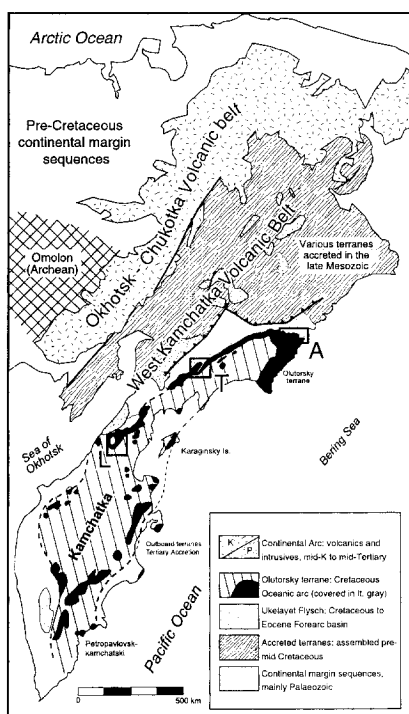 Arctic Ocean
Pre-Cretaceous
continental margin
sequences
Okhotsk-Chukotka Volcanic belt
Omolon
(Archean)
West Kamchatka Volcanic Belt
Various terranes
accreted in the
late Mesozoic
A
T
Olutorsky
terrane
Sea of
Okhotsk
L
Karaginsky Is.
Bering Sea
Kamchatka
Outboard terranes
Tertiary Accretion
Pacific Ocean
Petropavlovsk-
kamchatski
0
500 km
K
P
Continental Arc: volcanics and
intrusives, mid-K to mid-Tertiary
Olutorsky terrane: Cretaceous
Oceanic arc (covered in lt. gray)
Ukelayet Flysch; Cretaceous to
Eocene Forearc basin
Accreted terranes: assembled pre-
mid Cretaceous
Continental margin sequences,
mainly Palaeozoic